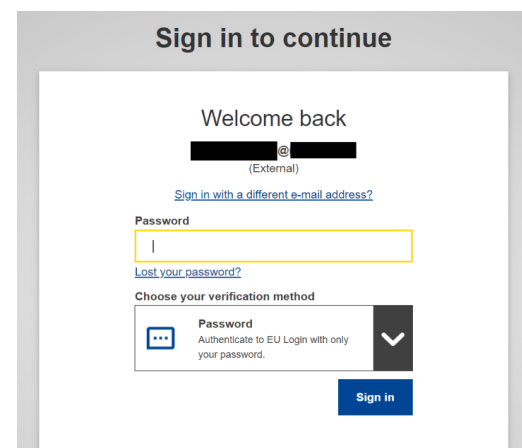 Sign in to continue
Welcome back
@
(External)
Sign in with a different e-mail address?
Password
Lost your password?
Choose your verification method
Password
Authenticate to EU Login with only
your password.
Sign in